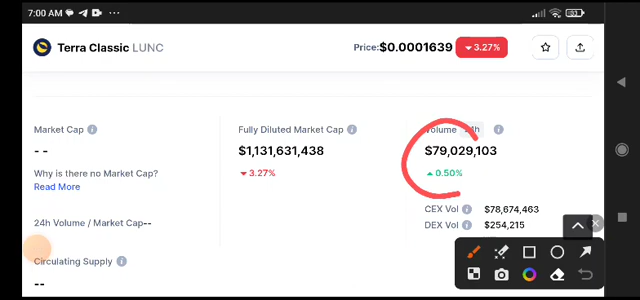 7:00 AM
Terra Classic LUNC
Price:$0.0001639 3.27%
Market Cap
- -
Why is there no Market Cap?
Read More
Fully Diluted Market Cap
$1,131,631,438
3.27%
Volume 24h
$79,029,103
0.50%
CEX Vol $78,674,463
DEX Vol $254,215
24h Volume / Market Cap--
Circulating Supply
--